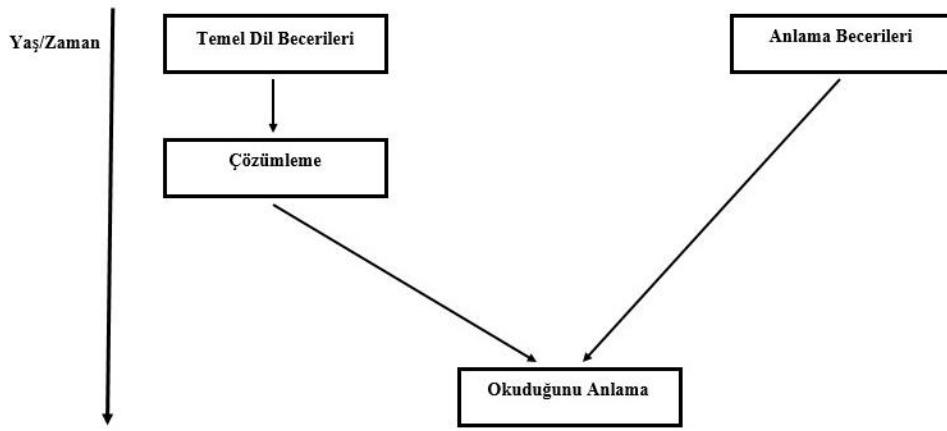 Yaş/Zaman
Temel Dil Becerileri
Anlama Becerileri
Çözümleme
Okuduğunu Anlama